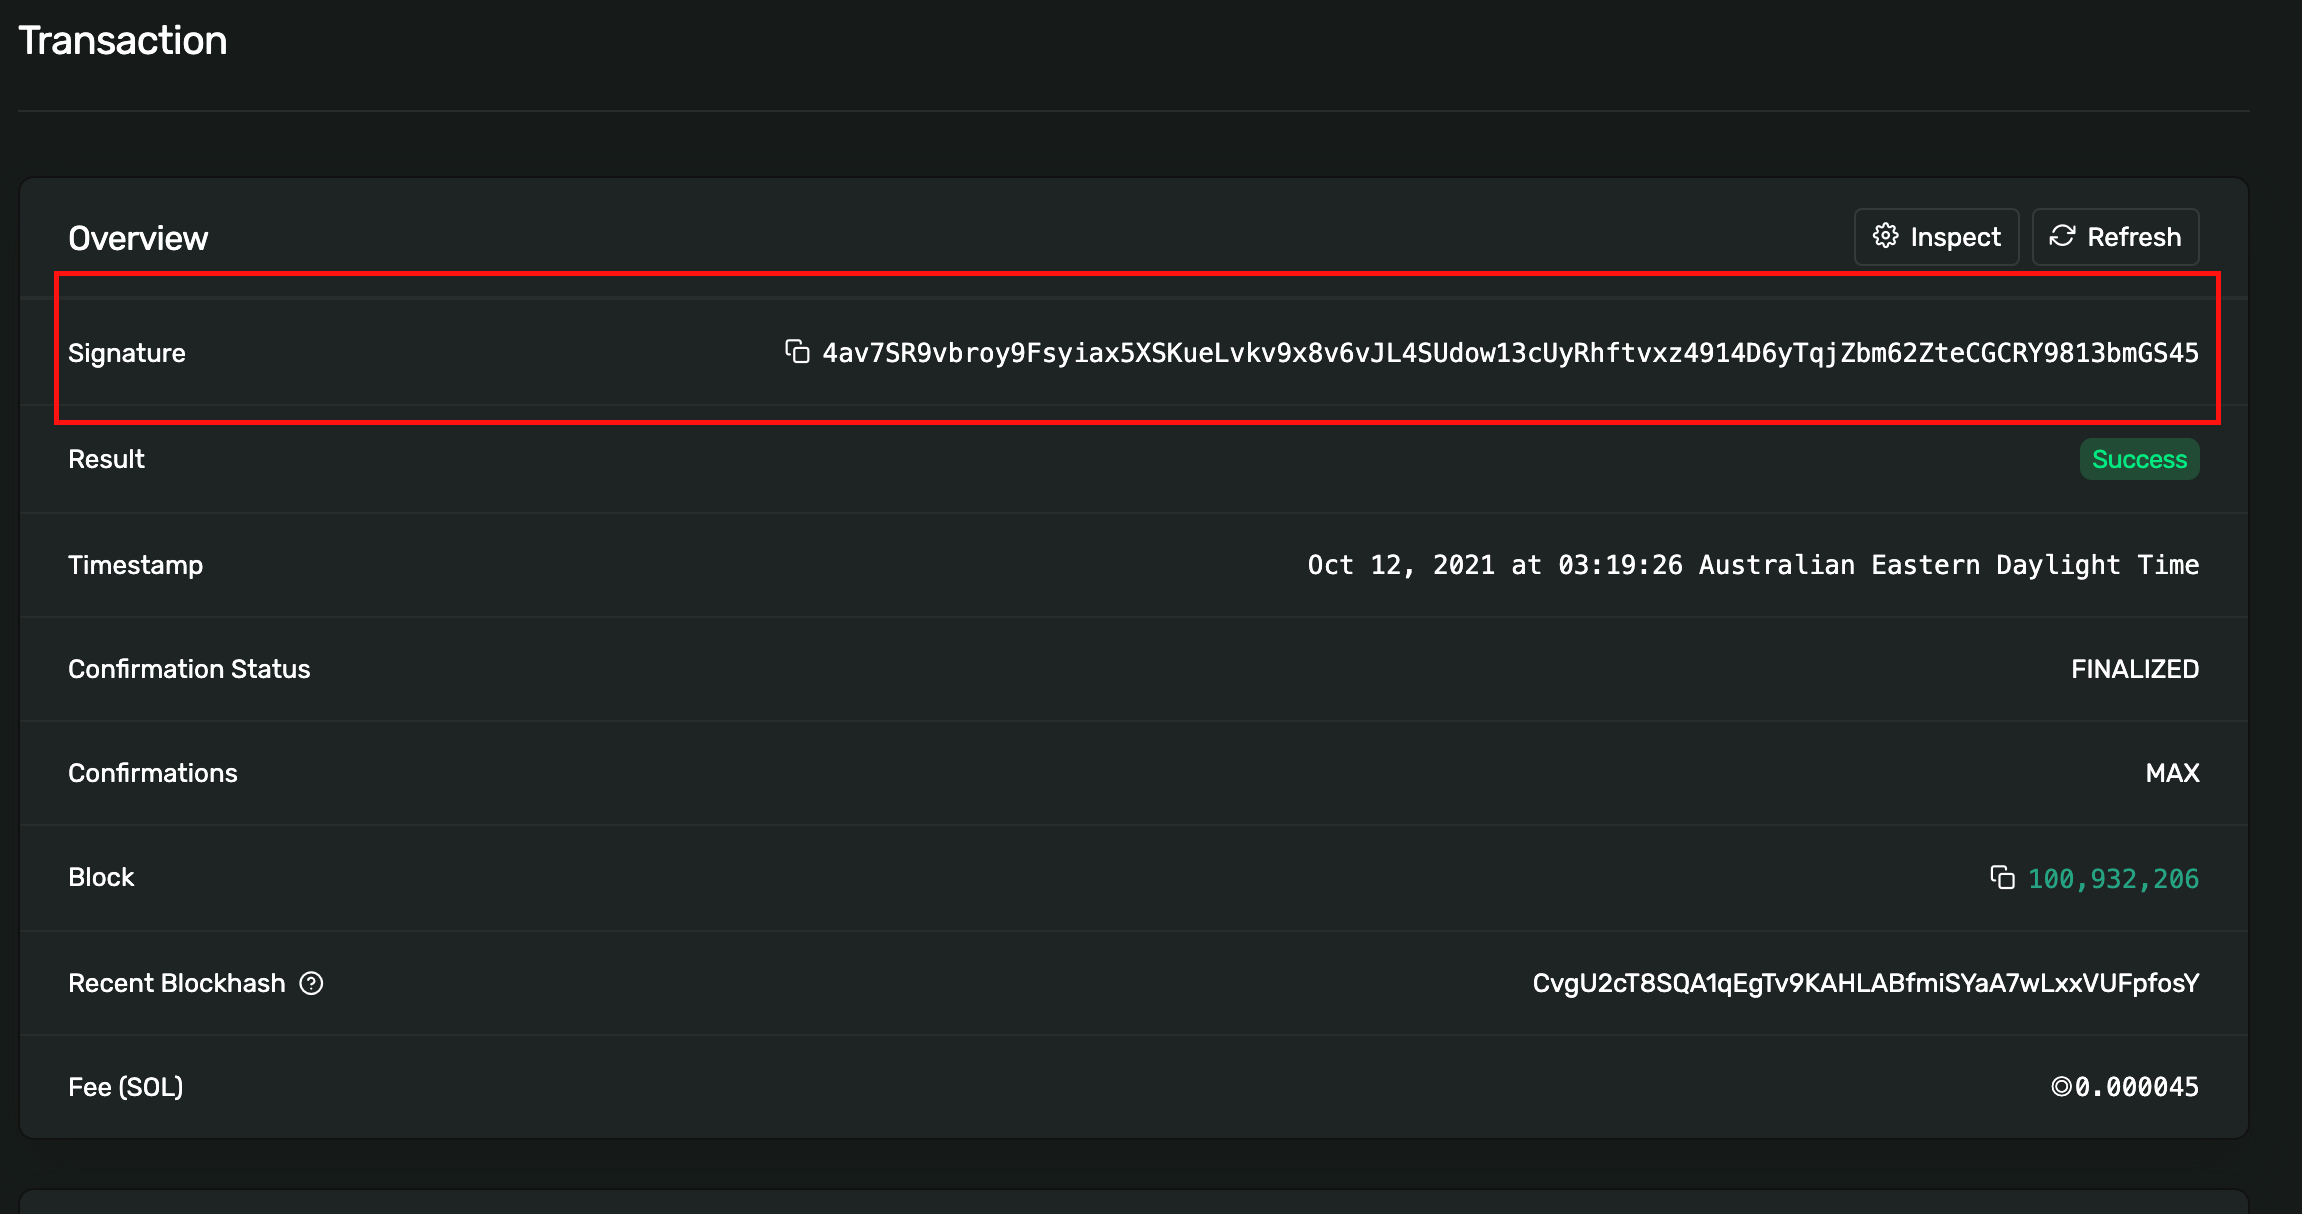 Transaction
Overview
Inspect
Refresh
Signature
4av7SR9vbroy9Fsyiax5XSKueLvkv9x8v6vJL4SUdow13cUyRhftvxz4914D6yTqjZbm62ZteCGCRY9813bmGS45
Result
Success
Timestamp
Oct 12, 2021 at 03:19:26 Australian Eastern Daylight Time
Confirmation Status
FINALIZED
Confirmations
MAX
Block
100,932,206
Recent Blockhash
CvgU2cT8SQA1qEgTv9KAHLABfmiSYaA7wLxxVUFpfosY
Fee (SOL)
◎0.000045